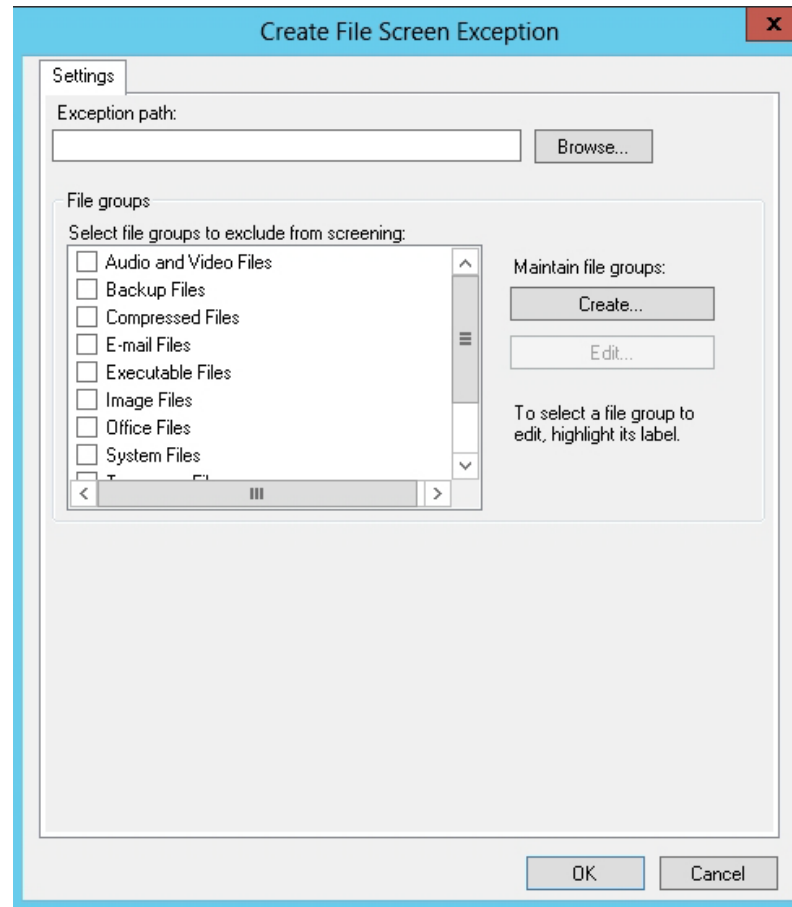 Create File Screen Exception
x
Settings
Exception path:
Browse...
File groups
Select file groups to exclude from screening:
Audio and Video Files
Backup Files
Compressed Files
E-mail Files
Executable Files
Image Files
Office Files
System Files
Maintain file groups:
Create...
Edit...
To select a file group to
edit, highlight its label.
OK
Cancel